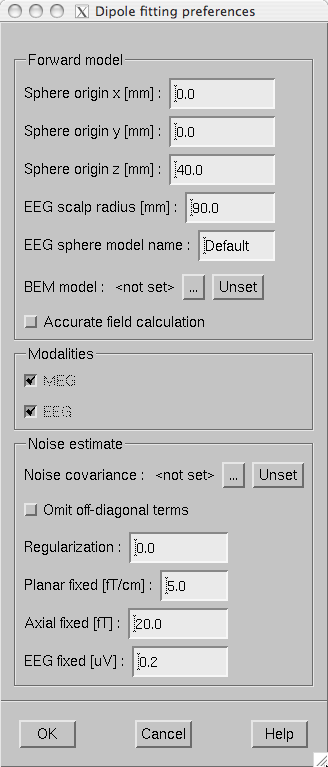 Dipole fitting preferences
Forward model
Sphere origin x [mm] : 0.0
Sphere origin y [mm] : 0.0
Sphere origin z [mm] : 40.0
EEG scalp radius [mm] : 90.0
EEG sphere model name : Default
BEM model : <not set> ... Unset
Accurate field calculation
Modalities
MEG
EEG
Noise estimate
Noise covariance : <not set> ... Unset
Omit off-diagonal terms
Regularization : 0.0
Planar fixed [fT/cm] : 5.0
Axial fixed [fT] : 20.0
EEG fixed [uV] : 0.2
OK Cancel Help